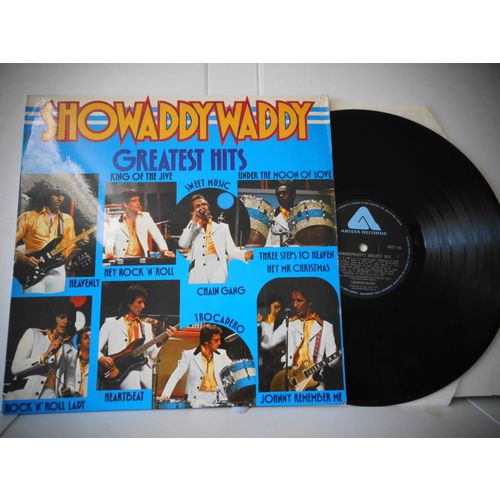 SHOWADDYWADDY
GREATEST HITS
KING OF THE JIVE
SWEET MUSIC
UNDER THE MOON OF LOVE
HEAVENLY
HEY ROCK 'N' ROLL
CHAIN GANG
THREE STEPS TO HEAVEN
HEY MR CHRISTMAS
TROCADERO
ROCK 'N' ROLL LADY
HEARTBEAT
JOHNNY REMEMBER ME
ARISTA RECORDS